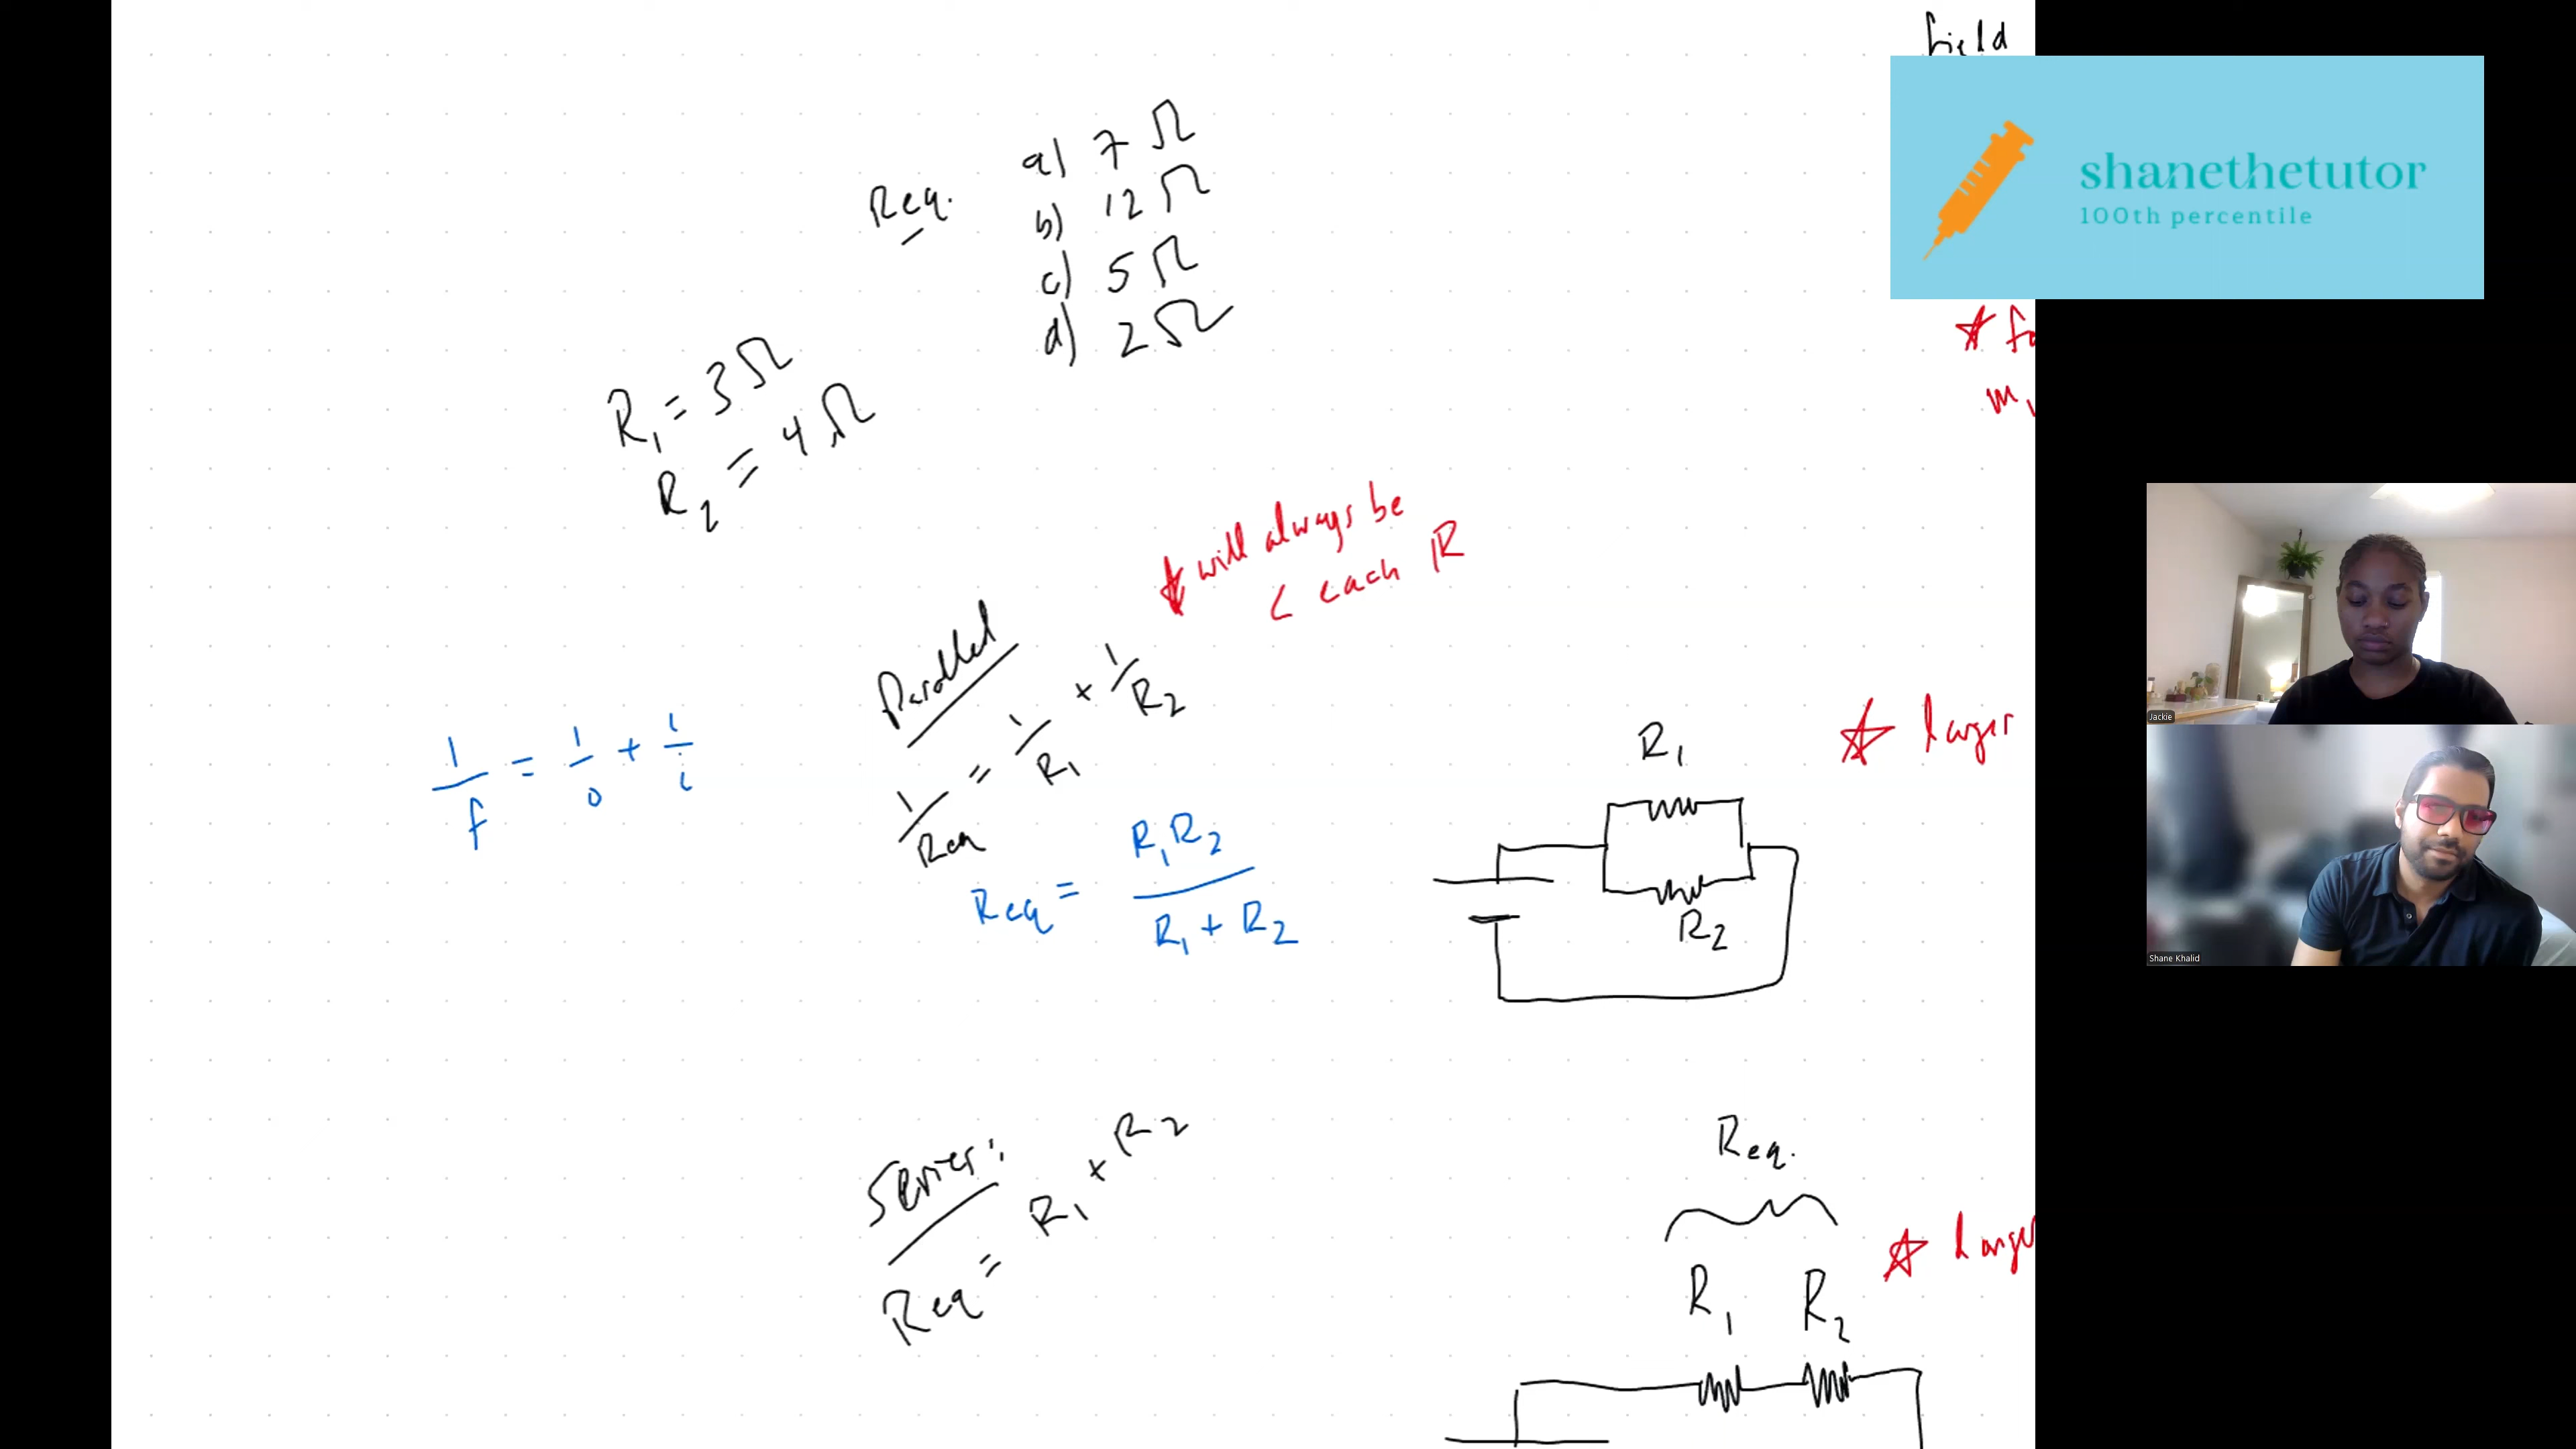 field
shanethetutor
100th percentile
Req.
a) 7 Ω
b) 12 Ω
c) 5 Ω
d) 2 Ω
R1 = 3 Ω
R2 = 4 Ω
will always be
< each R
Parallel
1/Req = 1/R1 + 1/R2
Req = R1R2 / R1 + R2
1/f = 1/o + 1/i
R1
R2
larger
Jackie
Shane Khalid
Series:
Req = R1 + R2
Req.
R1 R2